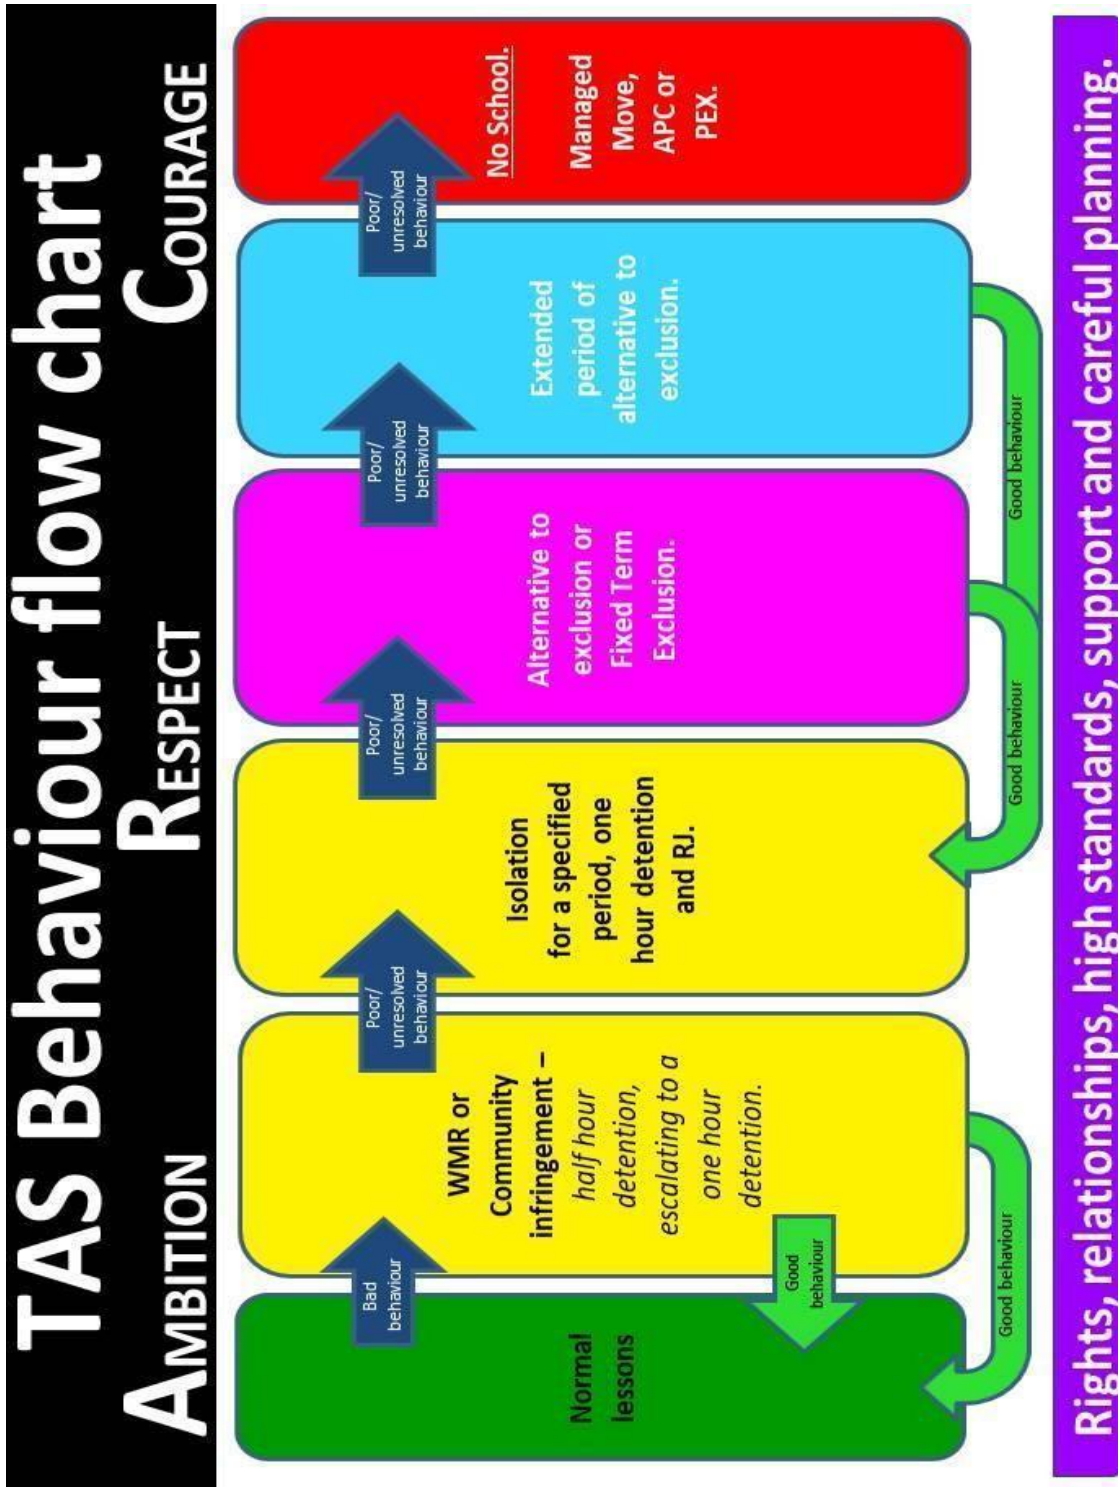 TAS Behaviour flow chart
AMBITION RESPECT COURAGE
Normal
lessons
Bad
behaviour
Good
behaviour
Good behaviour
WMR or
Community
infringement –
half hour
detention,
escalating to a
one hour
detention.
Poor/
unresolved
behaviour
Isolation
for a specified
period, one
hour detention
and RJ.
Poor/
unresolved
behaviour
Good behaviour
Alternative to
exclusion or
Fixed Term
Exclusion.
Poor/
unresolved
behaviour
Good behaviour
Extended
period of
alternative to
exclusion.
Poor/
unresolved
behaviour
No School.
Managed
Move,
APC or
PEX.
Rights, relationships, high standards, support and careful planning.